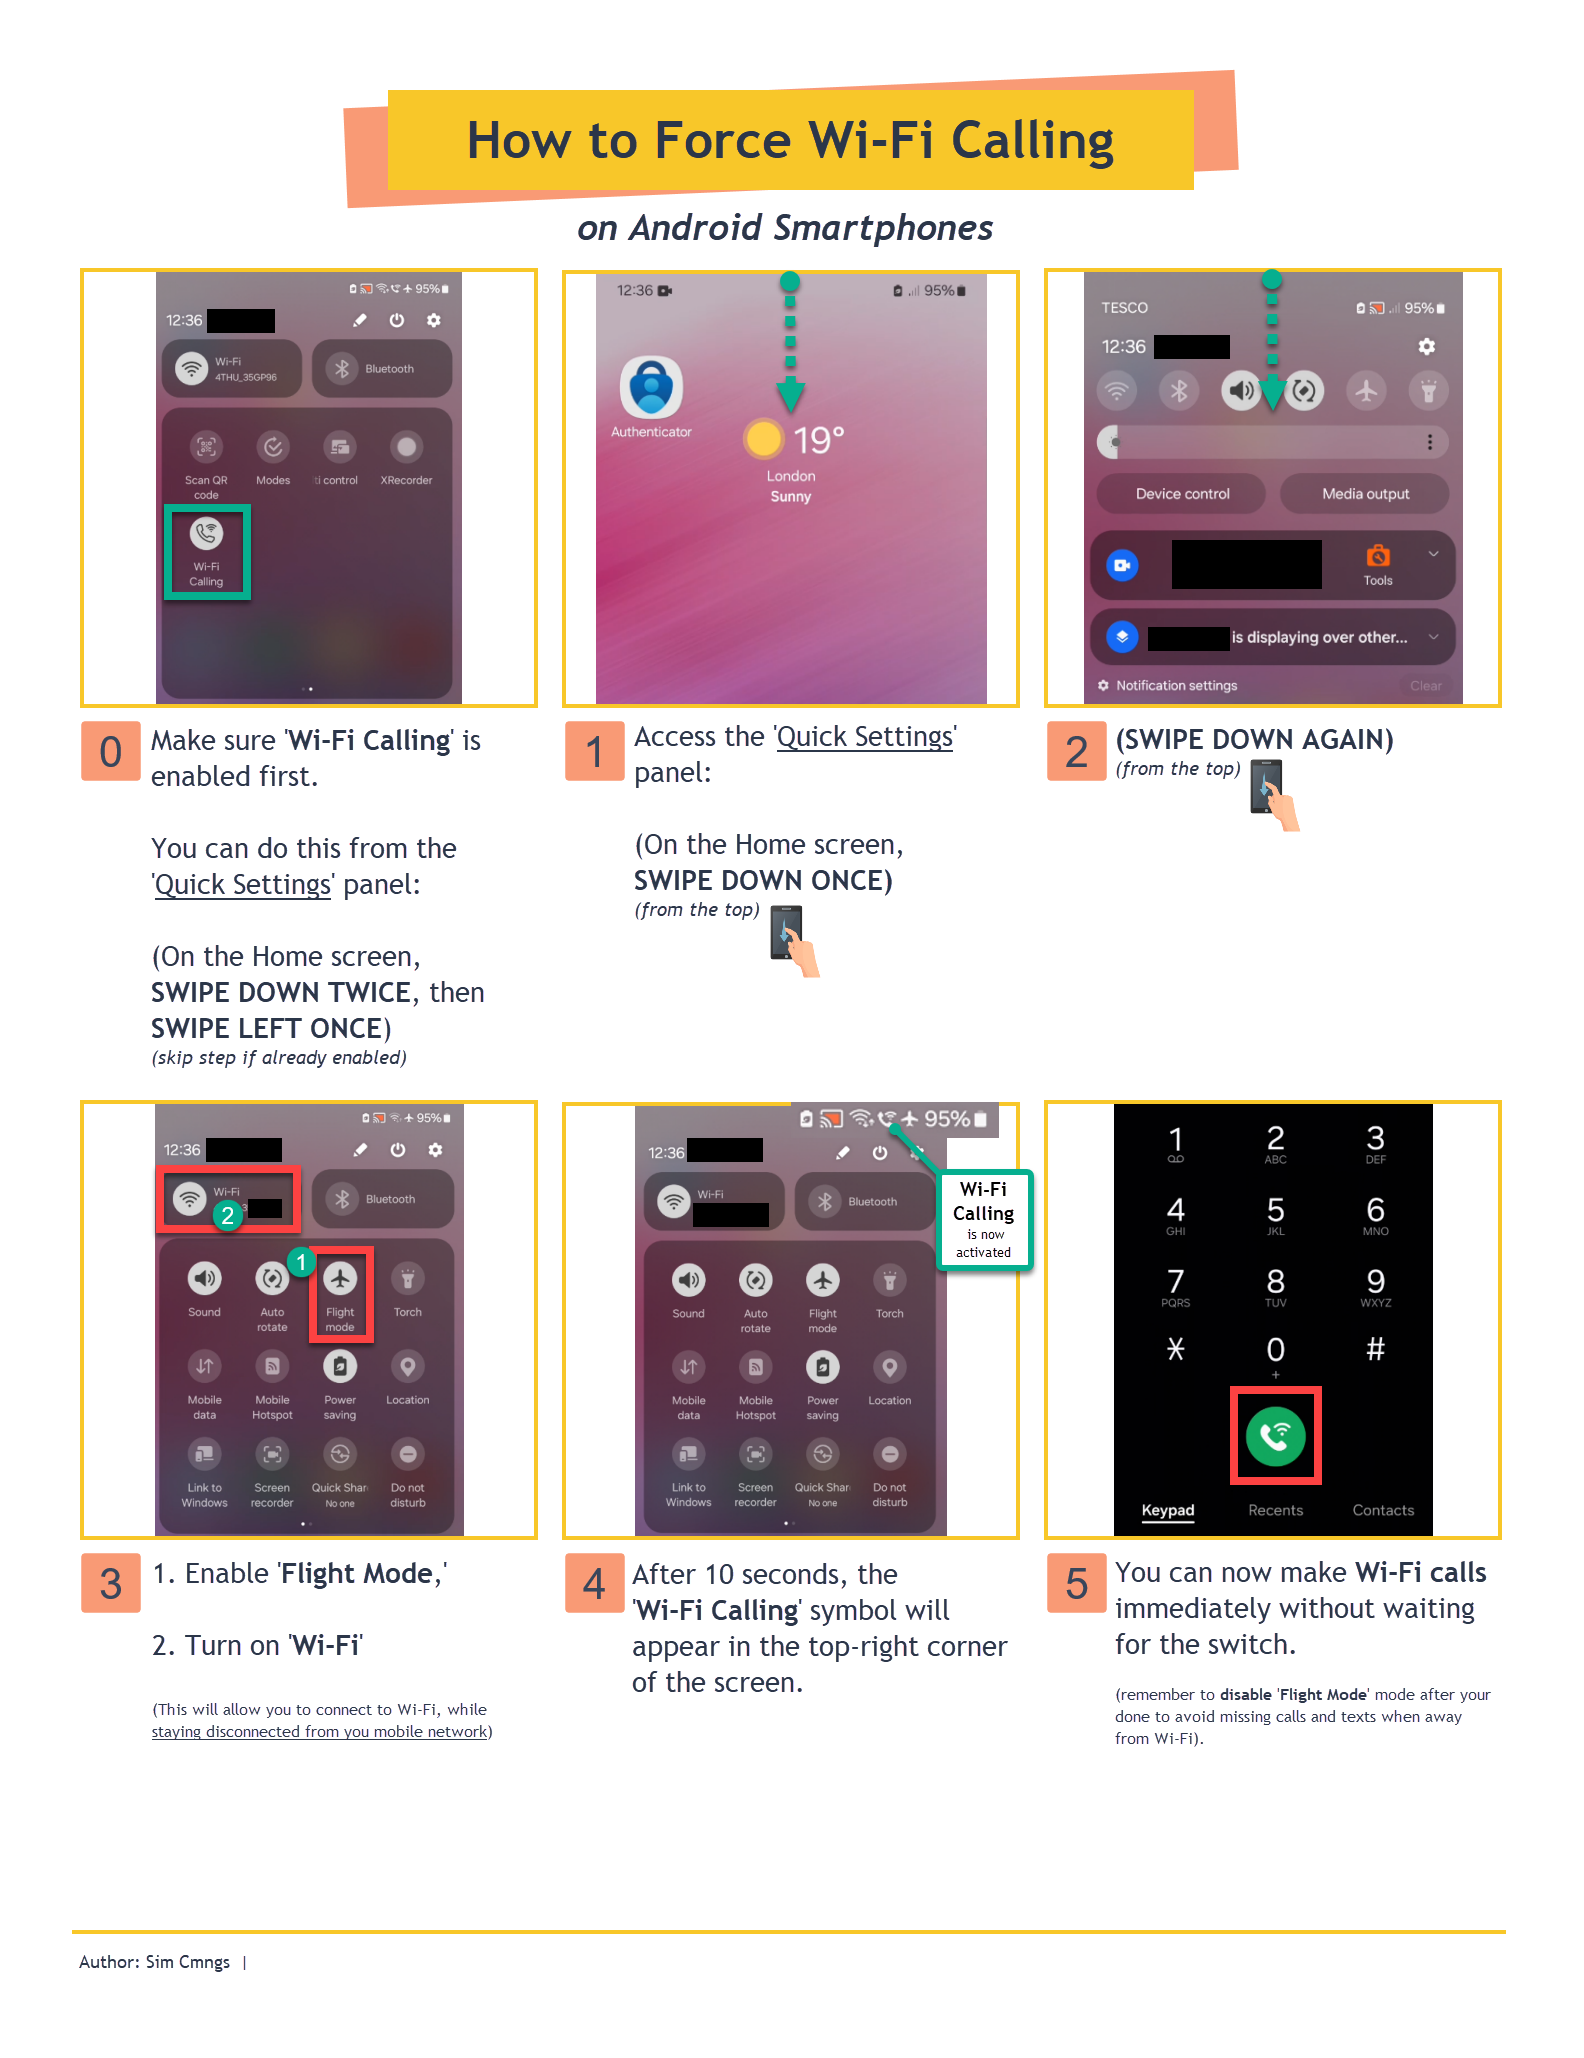 How to Force Wi-Fi Calling
on Android Smartphones
95%
12:36
Wi-Fi
4THU_35GP96
Bluetooth
Scan QR
code
Modes
ti control
XRecorder
Wi-Fi
Calling
0
Make sure 'Wi-Fi Calling' is
enabled first.
You can do this from the
'Quick Settings' panel:
(On the Home screen,
SWIPE DOWN TWICE, then
SWIPE LEFT ONCE)
(skip step if already enabled)
12:36
95%
Authenticator
19°
London
Sunny
1
Access the 'Quick Settings'
panel:
(On the Home screen,
SWIPE DOWN ONCE)
(from the top)
TESCO
95%
12:36
Device control
Media output
Tools
is displaying over other...
Notification settings
Clear
2
(SWIPE DOWN AGAIN)
(from the top)
95%
12:36
Wi-Fi
3
2
Bluetooth
1
Sound
Auto
rotate
Flight
mode
Torch
Mobile
data
Mobile
Hotspot
Power
saving
Location
Link to
Windows
Screen
recorder
Quick Shar
No one
Do not
disturb
3
1. Enable 'Flight Mode,'
2. Turn on 'Wi-Fi'
(This will allow you to connect to Wi-Fi, while
staying disconnected from you mobile network)
95%
12:36
Wi-Fi
Bluetooth
Wi-Fi
Calling
is now
activated
Sound
Auto
rotate
Flight
mode
Torch
Mobile
data
Mobile
Hotspot
Power
saving
Location
Link to
Windows
Screen
recorder
Quick Shar
No one
Do not
disturb
4
After 10 seconds, the
'Wi-Fi Calling' symbol will
appear in the top-right corner
of the screen.
1 2 3
ABC DEF
4 5 6
GHI JKL MNO
7 8 9
PQRS TUV WXYZ
* 0 #
+
Keypad Recents Contacts
5
You can now make Wi-Fi calls
immediately without waiting
for the switch.
(remember to disable 'Flight Mode' mode after your
done to avoid missing calls and texts when away
from Wi-Fi).
Author: Sim Cmngs |